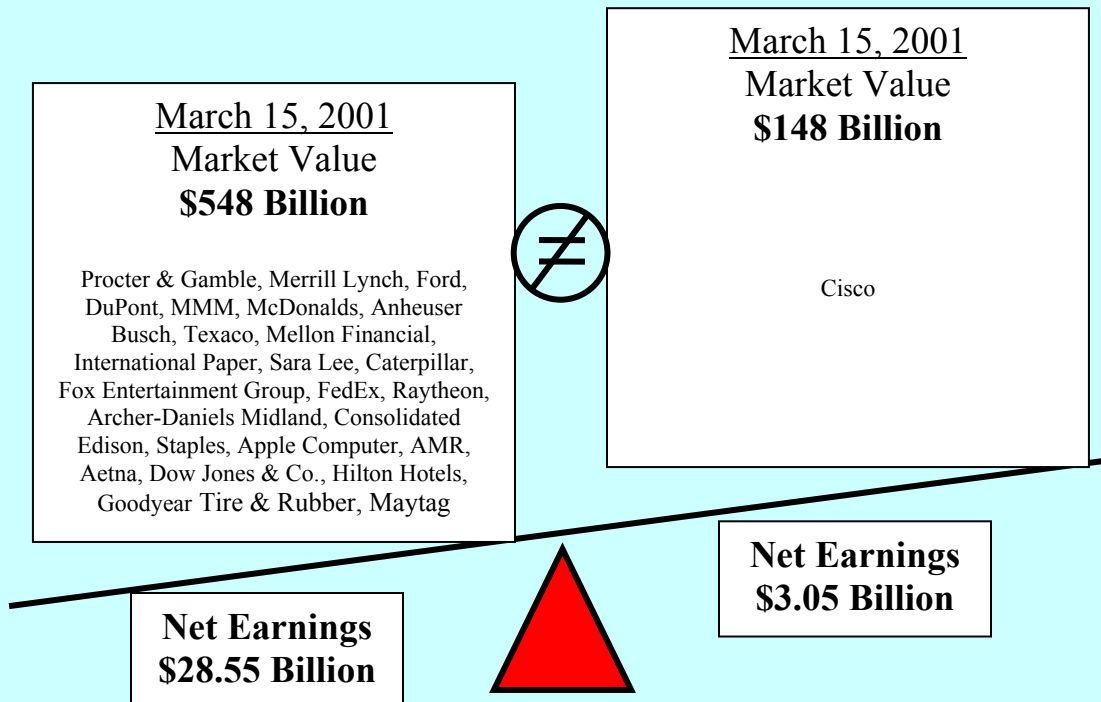 March 15, 2001
Market Value
$548 Billion
Procter & Gamble, Merrill Lynch, Ford,
DuPont, MMM, McDonalds, Anheuser
Busch, Texaco, Mellon Financial,
International Paper, Sara Lee, Caterpillar,
Fox Entertainment Group, FedEx, Raytheon,
Archer-Daniels Midland, Consolidated
Edison, Staples, Apple Computer, AMR,
Aetna, Dow Jones & Co., Hilton Hotels,
Goodyear Tire & Rubber, Maytag
≠
March 15, 2001
Market Value
$148 Billion
Cisco
Net Earnings
$28.55 Billion
Net Earnings
$3.05 Billion